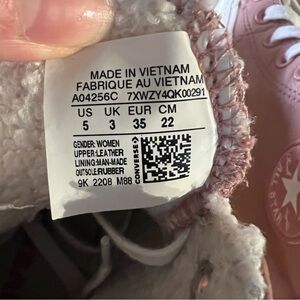 MADE IN VIETNAM
FABRIQUE AU VIETNAM
A04256C 7XWZY4QK00291
US UK EUR CM
5 3 35 22
GENDER: WOMEN
UPPER:LEATHER
LINING:MAN-MADE
OUTSOLE:RUBBER
9K 2208 M88
CONVERSE